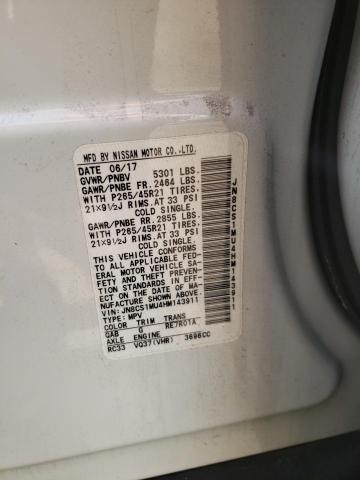 MFD BY NISSAN MOTOR CO.,LTD.
DATE 06/17
GVWR/PNBV 5301 LBS.
GAWR/PNBE FR. 2464 LBS.
WITH P265/45R21 TIRES,
21X9½J RIMS.AT 33 PSI
COLD SINGLE.
GAWR/PNBE RR. 2855 LBS.
WITH P265/45R21 TIRES,
21X9½J RIMS.AT 33 PSI
COLD SINGLE.
THIS VEHICLE CONFORMS
TO ALL APPLICABLE FED-
ERAL MOTOR VEHICLE SA-
FETY AND THEFT PREVEN-
TION STANDARDS IN EFF-
ECT ON THE DATE OF MA-
NUFACTURE SHOWN ABOVE.
VIN: JN8CS1MU4HM143911
TYPE: MPV
COLOR TRIM TRANS
QAB G RE7R01A
AXLE ENGINE
RC33 VQ37(VHR) 3696CC
JN8CS1MU4HM143911